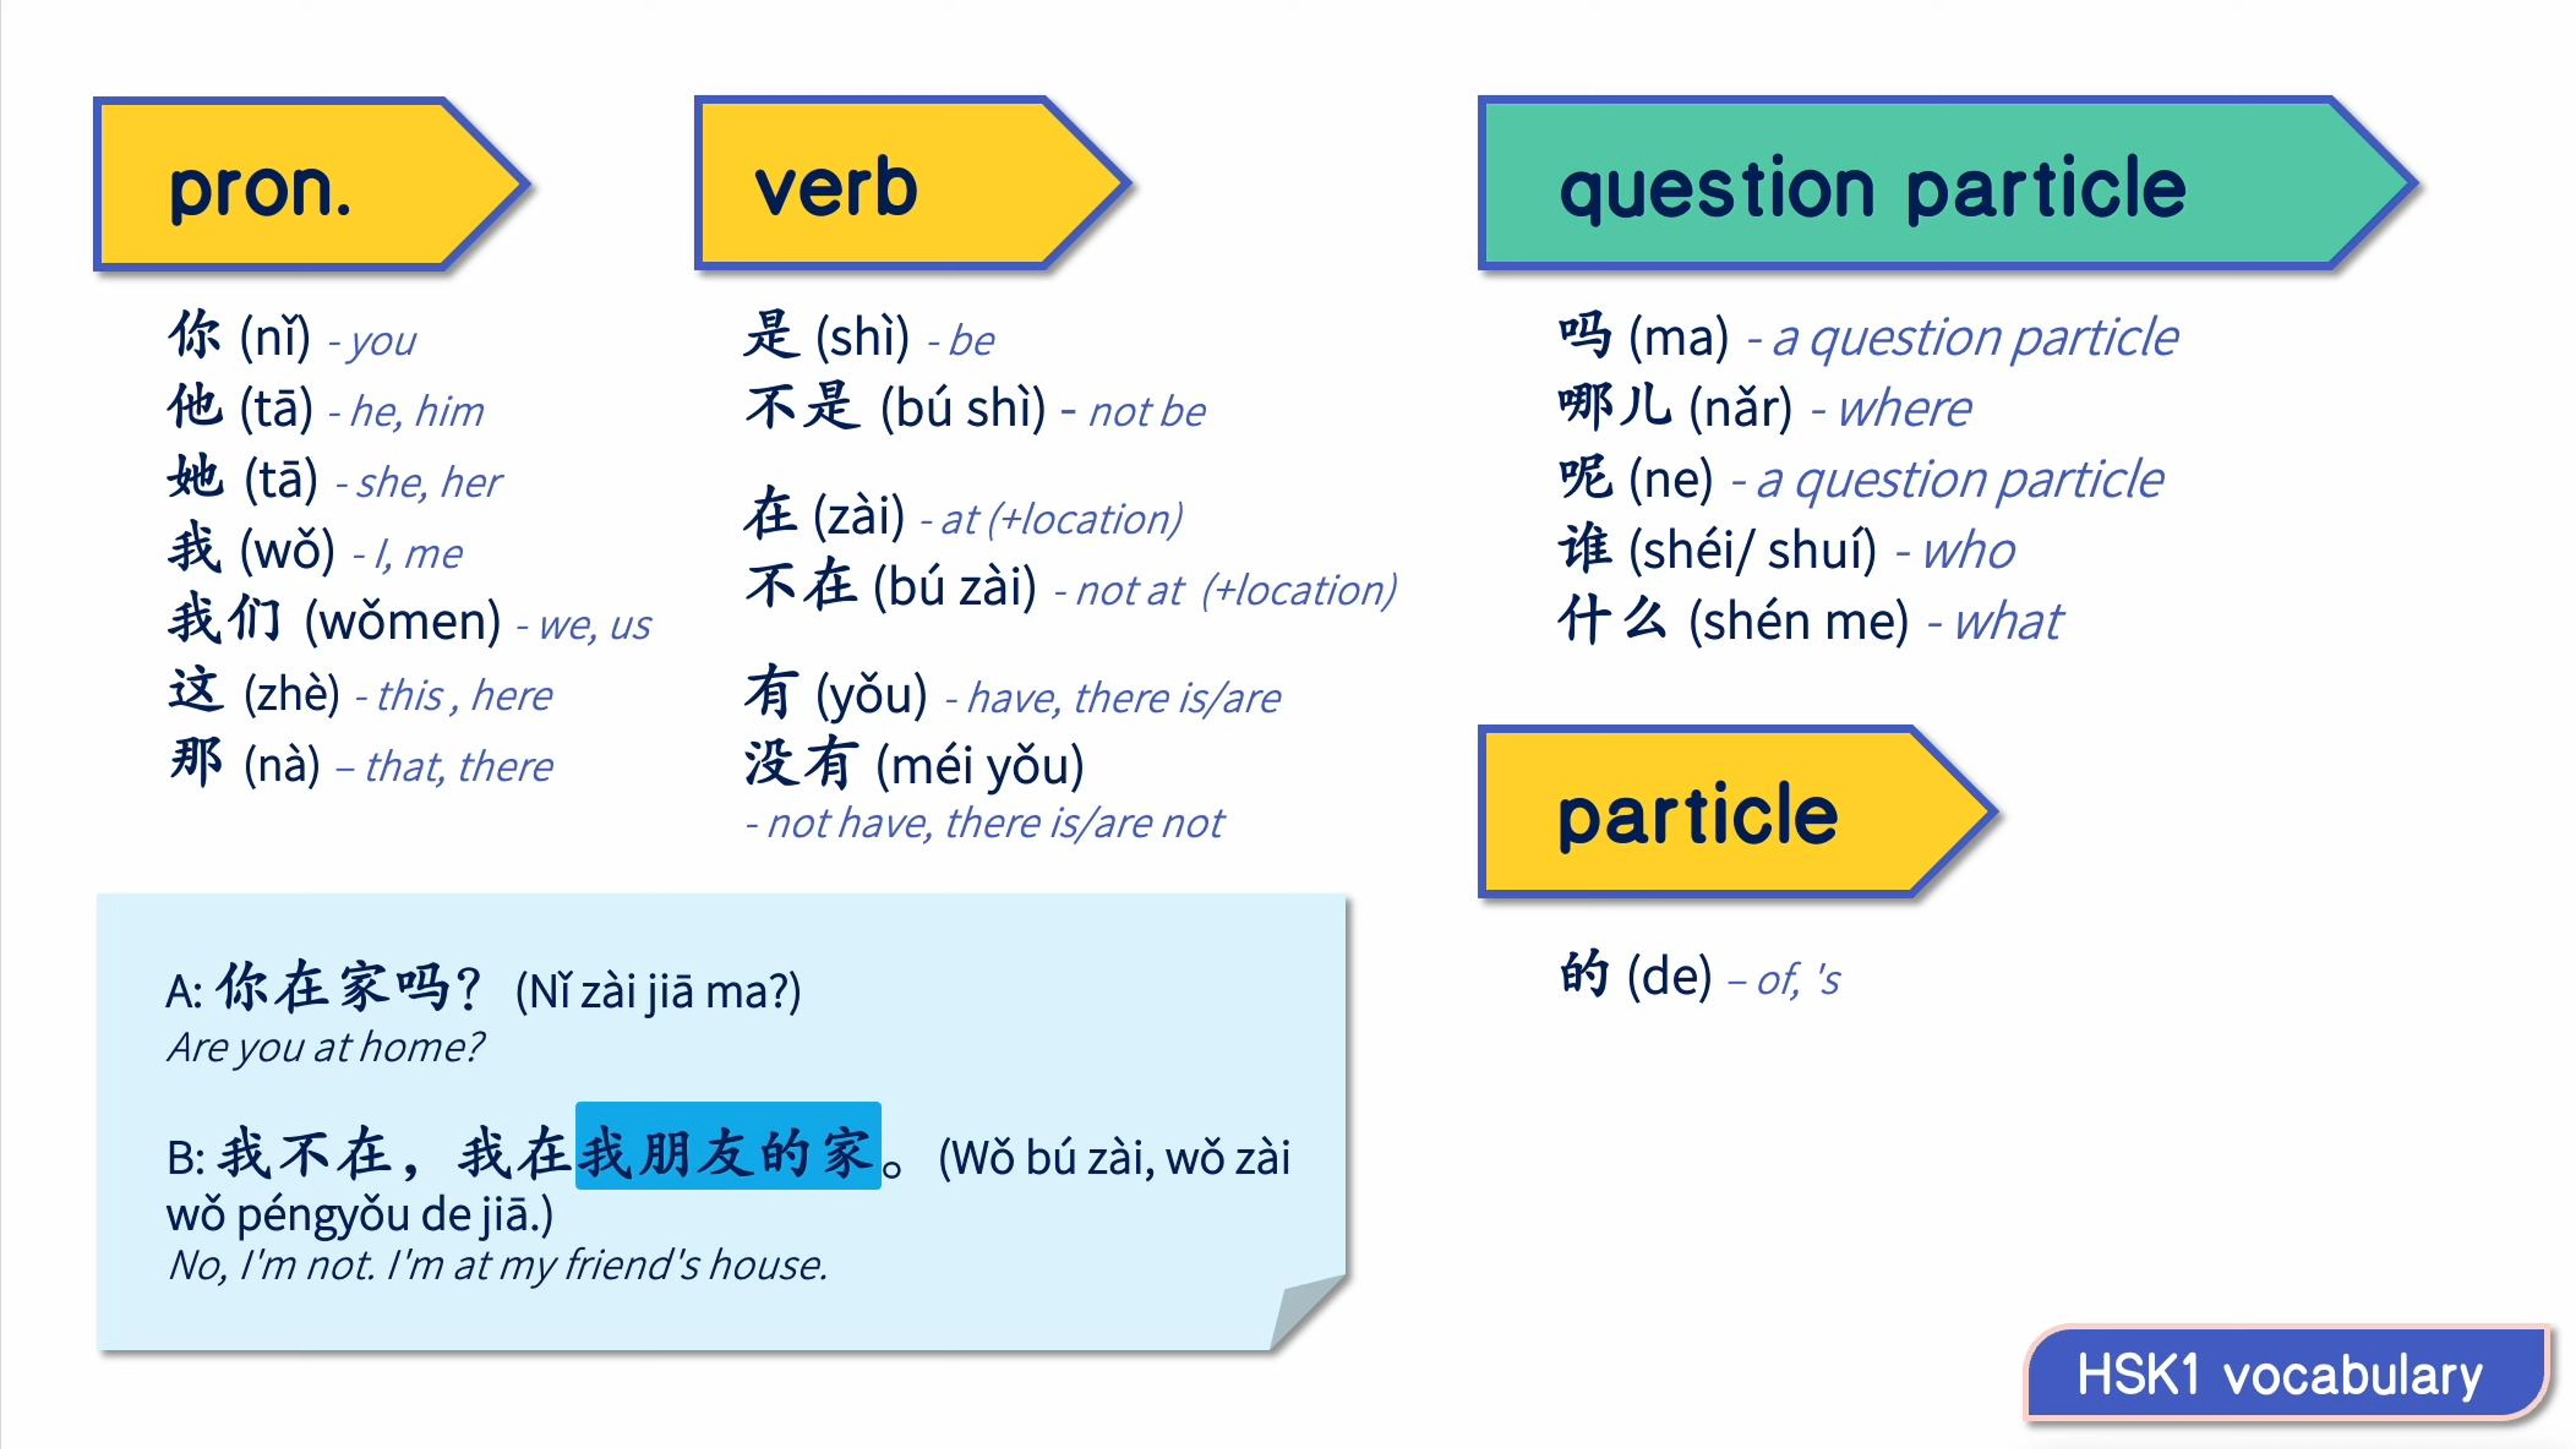 pron.
你 (nǐ) - you
他 (tā) - he, him
她 (tā) - she, her
我 (wǒ) - I, me
我们 (wǒmen) - we, us
这 (zhè) - this , here
那 (nà) – that, there
verb
是 (shì) - be
不是 (bú shì) - not be
在 (zài) - at (+location)
不在 (bú zài) - not at (+location)
有 (yǒu) - have, there is/are
没有 (méi yǒu)
- not have, there is/are not
question particle
吗 (ma) - a question particle
哪儿 (nǎr) - where
呢 (ne) - a question particle
谁 (shéi/ shuí) - who
什么 (shén me) - what
particle
的 (de) – of, 's
A: 你在家吗？ (Nǐ zài jiā ma?)
Are you at home?
B: 我不在，我在我朋友的家。 (Wǒ bú zài, wǒ zài
wǒ péngyǒu de jiā.)
No, I'm not. I'm at my friend's house.
HSK1 vocabulary